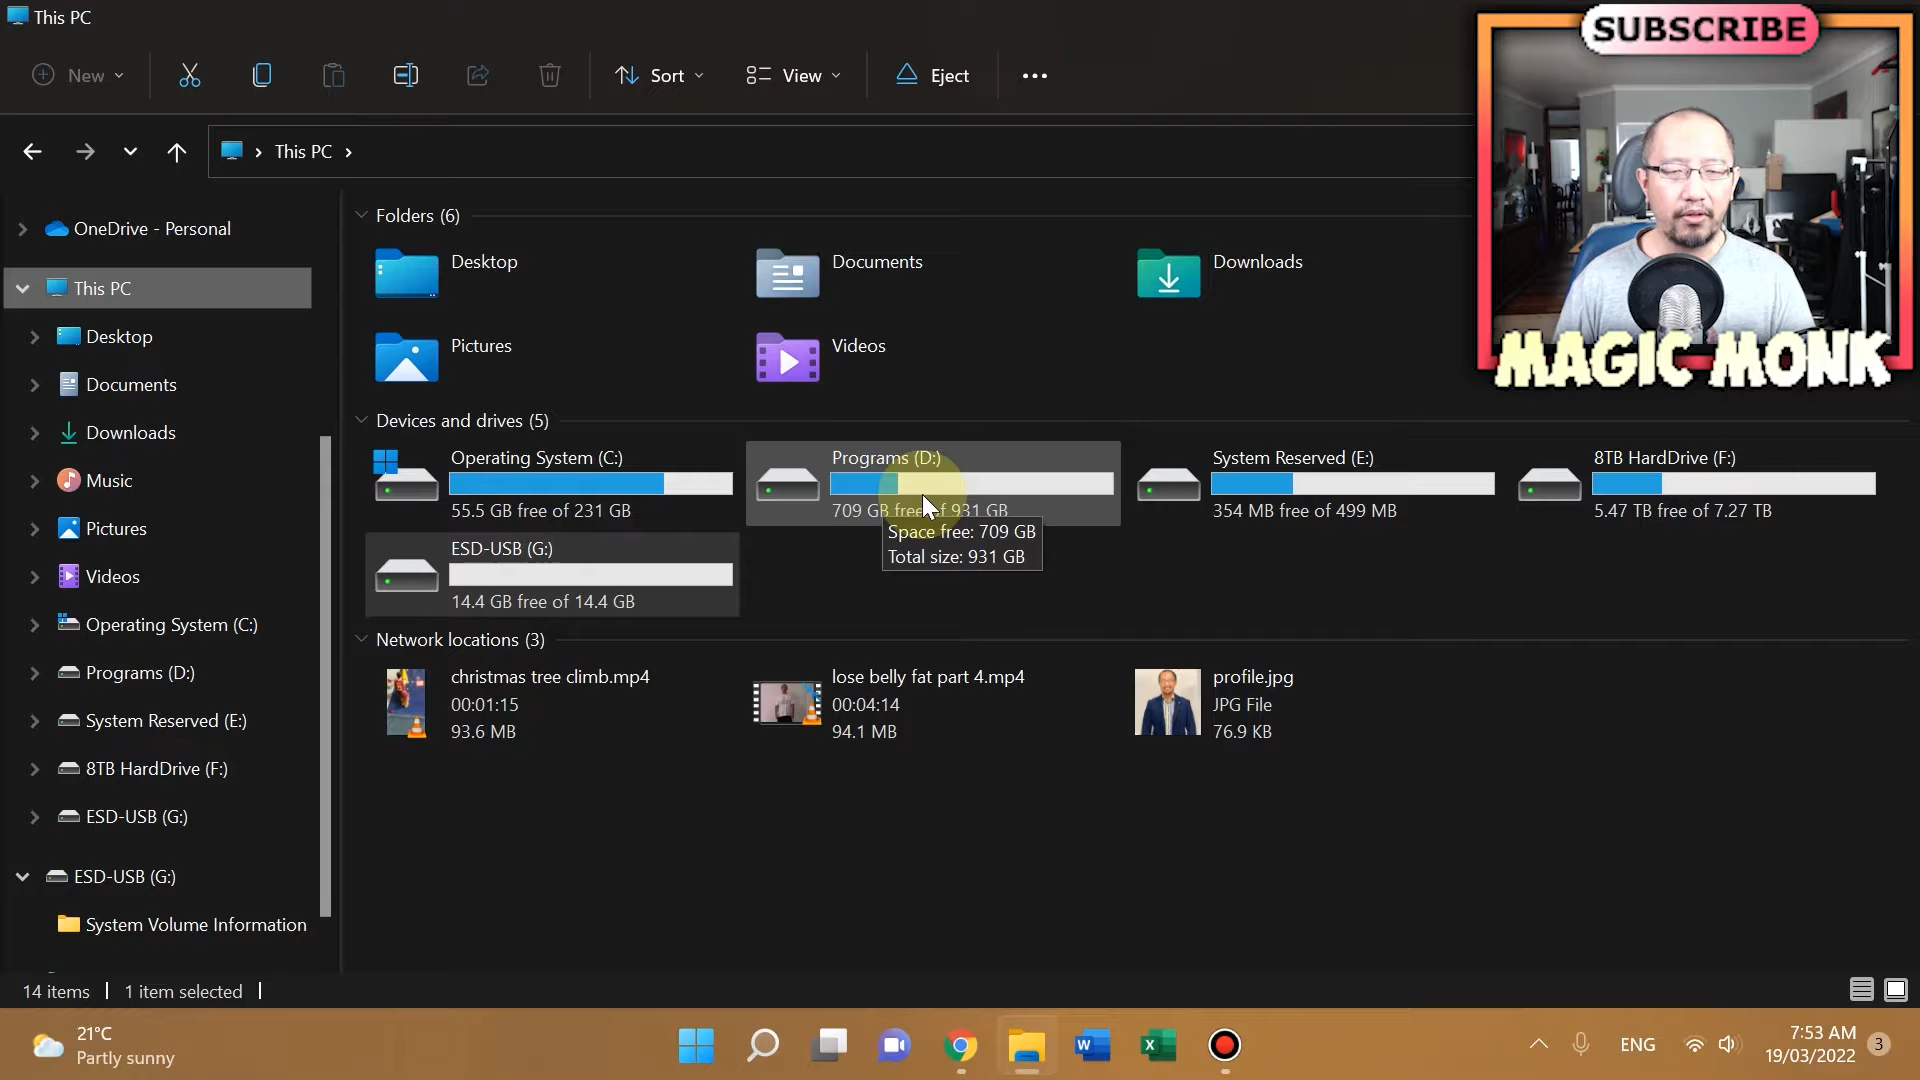 This PC
SUBSCRIBE
New
Sort
View
Eject
This PC
MAGIC MONK
OneDrive - Personal
This PC
Desktop
Documents
Downloads
Music
Pictures
Videos
Operating System (C:)
Programs (D:)
System Reserved (E:)
8TB HardDrive (F:)
ESD-USB (G:)
ESD-USB (G:)
System Volume Information
Folders (6)
Desktop
Documents
Downloads
Pictures
Videos
Devices and drives (5)
Operating System (C:)
55.5 GB free of 231 GB
Programs (D:)
709 GB free of 931 GB
Space free: 709 GB
Total size: 931 GB
System Reserved (E:)
354 MB free of 499 MB
8TB HardDrive (F:)
5.47 TB free of 7.27 TB
ESD-USB (G:)
14.4 GB free of 14.4 GB
Network locations (3)
christmas tree climb.mp4
00:01:15
93.6 MB
lose belly fat part 4.mp4
00:04:14
94.1 MB
profile.jpg
JPG File
76.9 KB
14 items
1 item selected
21°C
Partly sunny
W
X
ENG
7:53 AM
19/03/2022
3